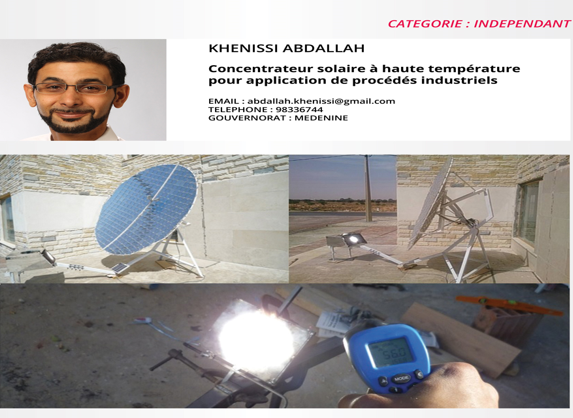 CATEGORIE : INDEPENDANT
KHENISSI ABDALLAH
Concentrateur solaire à haute température
pour application de procédés industriels
EMAIL : abdallah.khenissi@gmail.com
TELEPHONE : 98336744
GOUVERNORAT : MEDENINE
MODE